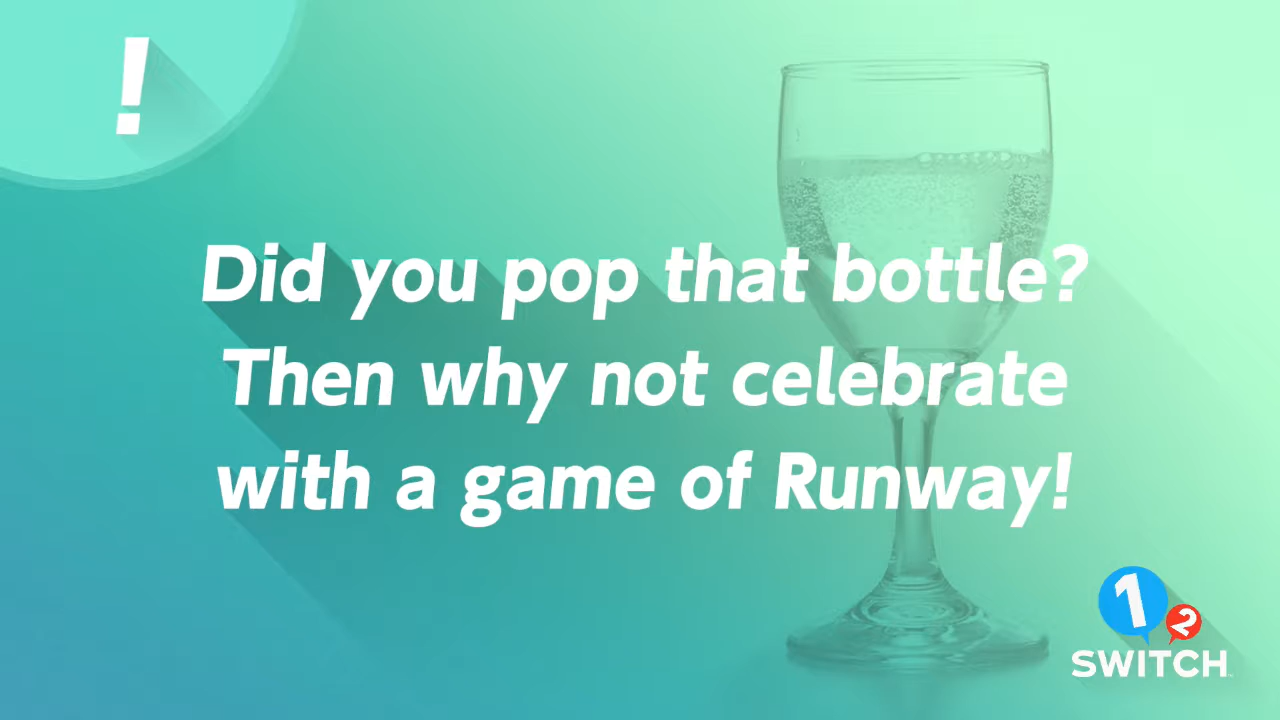 !
Did you pop that bottle?
Then why not celebrate
with a game of Runway!
1
2
SWITCH